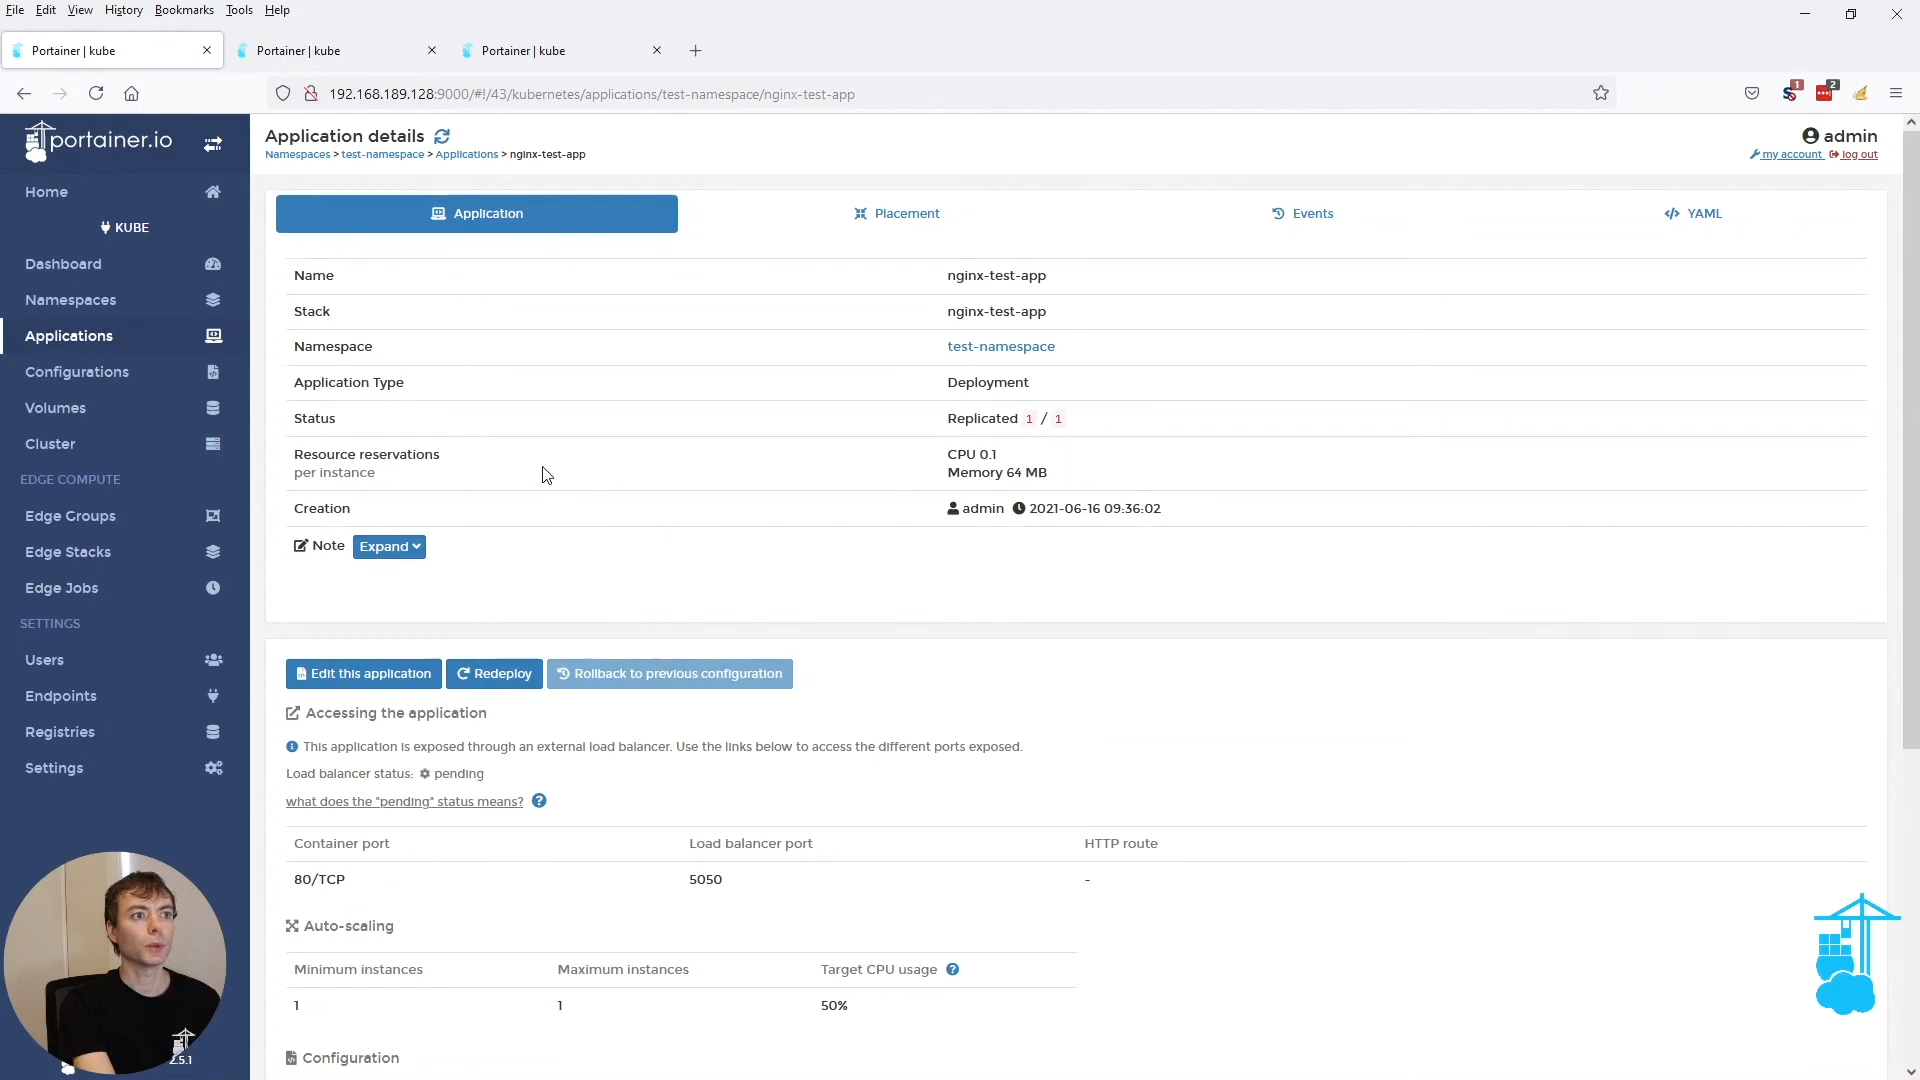 File Edit View History Bookmarks Tools Help
Portainer | kube
Portainer | kube
Portainer | kube
192.168.189.128:9000/#!/43/kubernetes/applications/test-namespace/nginx-test-app
1
2
portainer.io
Home
KUBE
Dashboard
Namespaces
Applications
Configurations
Volumes
Cluster
EDGE COMPUTE
Edge Groups
Edge Stacks
Edge Jobs
SETTINGS
Users
Endpoints
Registries
Settings
2.5.1
Application details
Namespaces > test-namespace > Applications > nginx-test-app
admin
my account log out
Application Placement Events YAML
Name nginx-test-app
Stack nginx-test-app
Namespace test-namespace
Application Type Deployment
Status Replicated 1 / 1
Resource reservations CPU 0.1
per instance Memory 64 MB
Creation admin 2021-06-16 09:36:02
Note Expand
Edit this application Redeploy Rollback to previous configuration
Accessing the application
This application is exposed through an external load balancer. Use the links below to access the different ports exposed.
Load balancer status: pending
what does the "pending" status means?
Container port Load balancer port HTTP route
80/TCP 5050 -
Auto-scaling
Minimum instances Maximum instances Target CPU usage
1 1 50%
Configuration